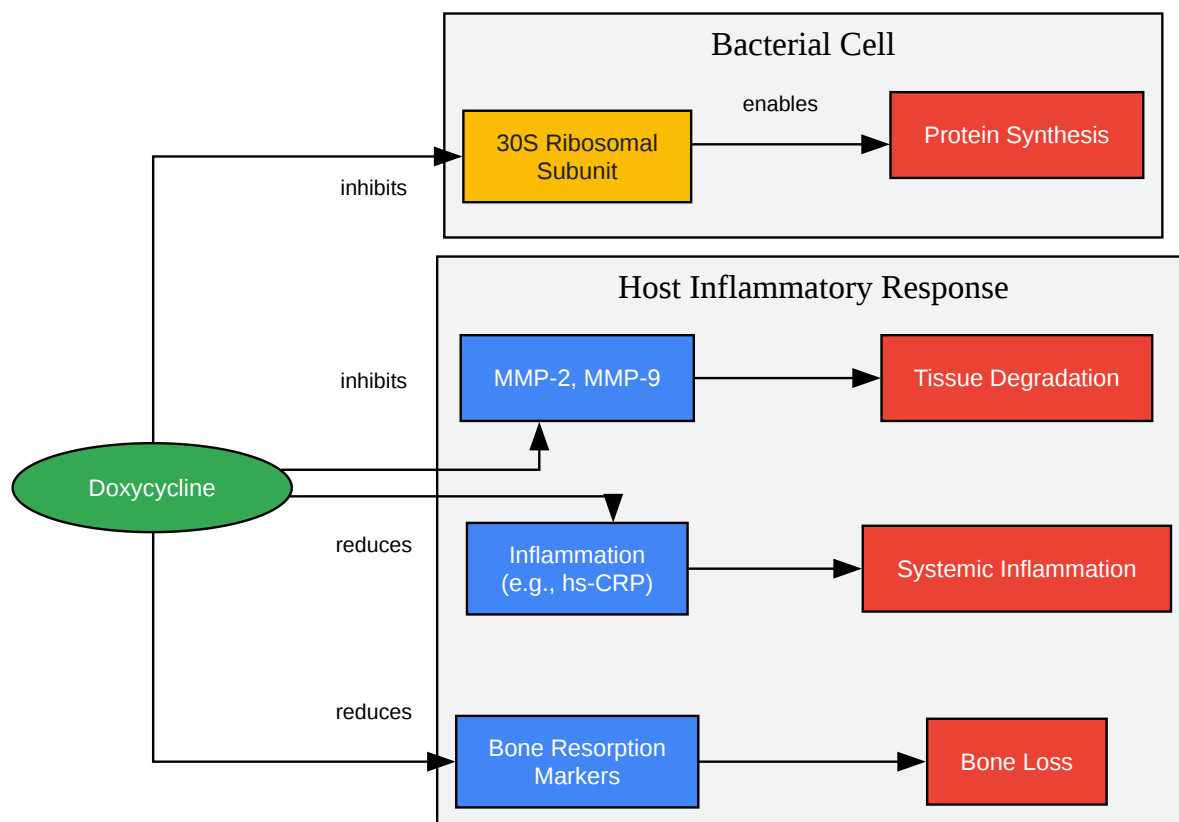 Bacterial Cell
enables
30S Ribosomal
Subunit
Protein Synthesis
inhibits
Host Inflammatory Response
inhibits
MMP-2, MMP-9
Tissue Degradation
Doxycycline
reduces
Inflammation
(e.g., hs-CRP)
Systemic Inflammation
reduces
Bone Resorption
Markers
Bone Loss